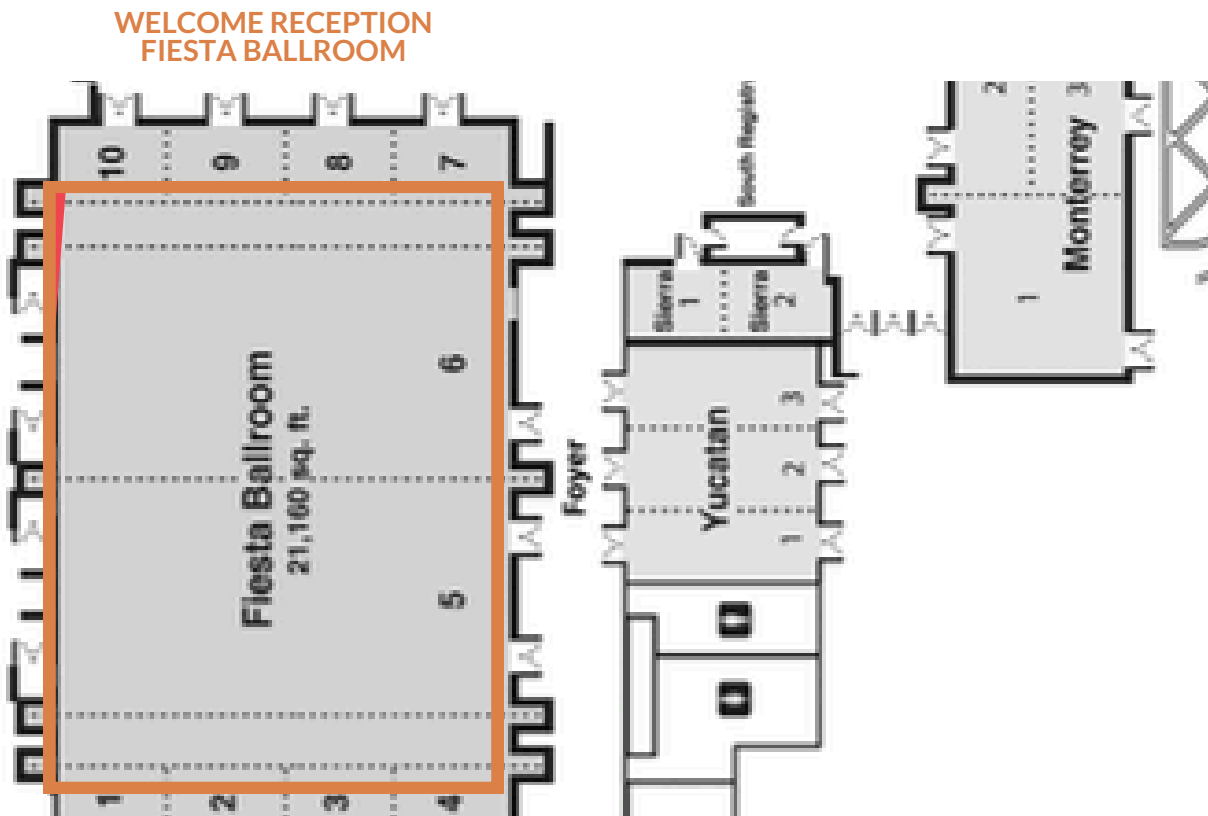 WELCOME RECEPTION
FIESTA BALLROOM
10
9
8
7
6
Fiesta Ballroom
21,160 sq. ft.
5
1
2
3
4
Foyer
South
Sierra
1
Sierra
2
Yucatan
3
2
1
2
3
Monterrey
1